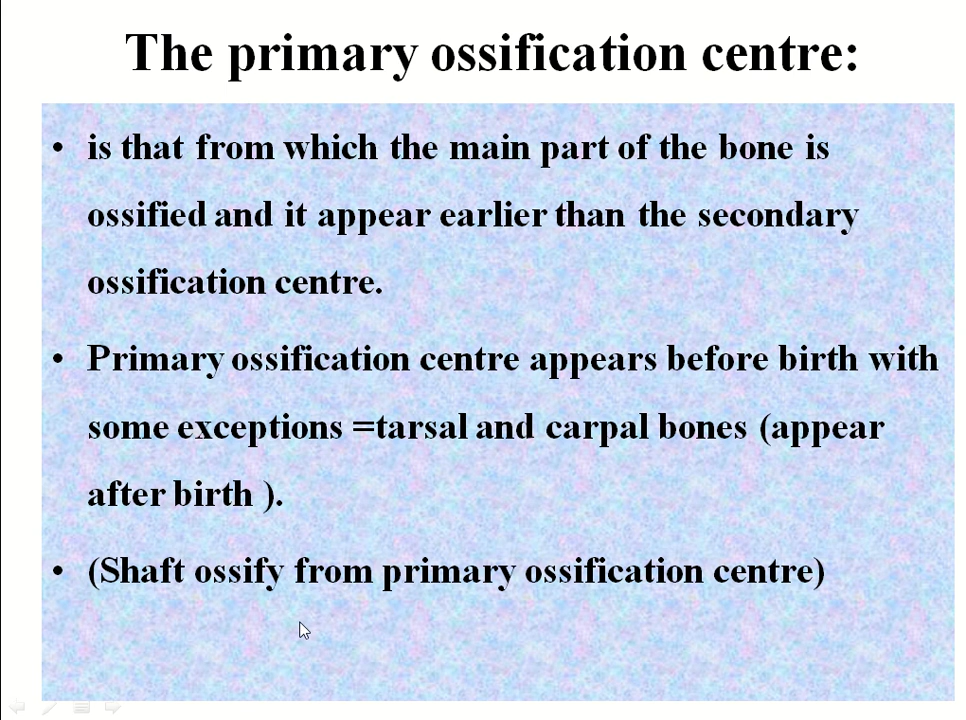 The primary ossification centre:
• is that from which the main part of the bone is
ossified and it appear earlier than the secondary
ossification centre.
• Primary ossification centre appears before birth with
some exceptions =tarsal and carpal bones (appear
after birth ).
• (Shaft ossify from primary ossification centre)